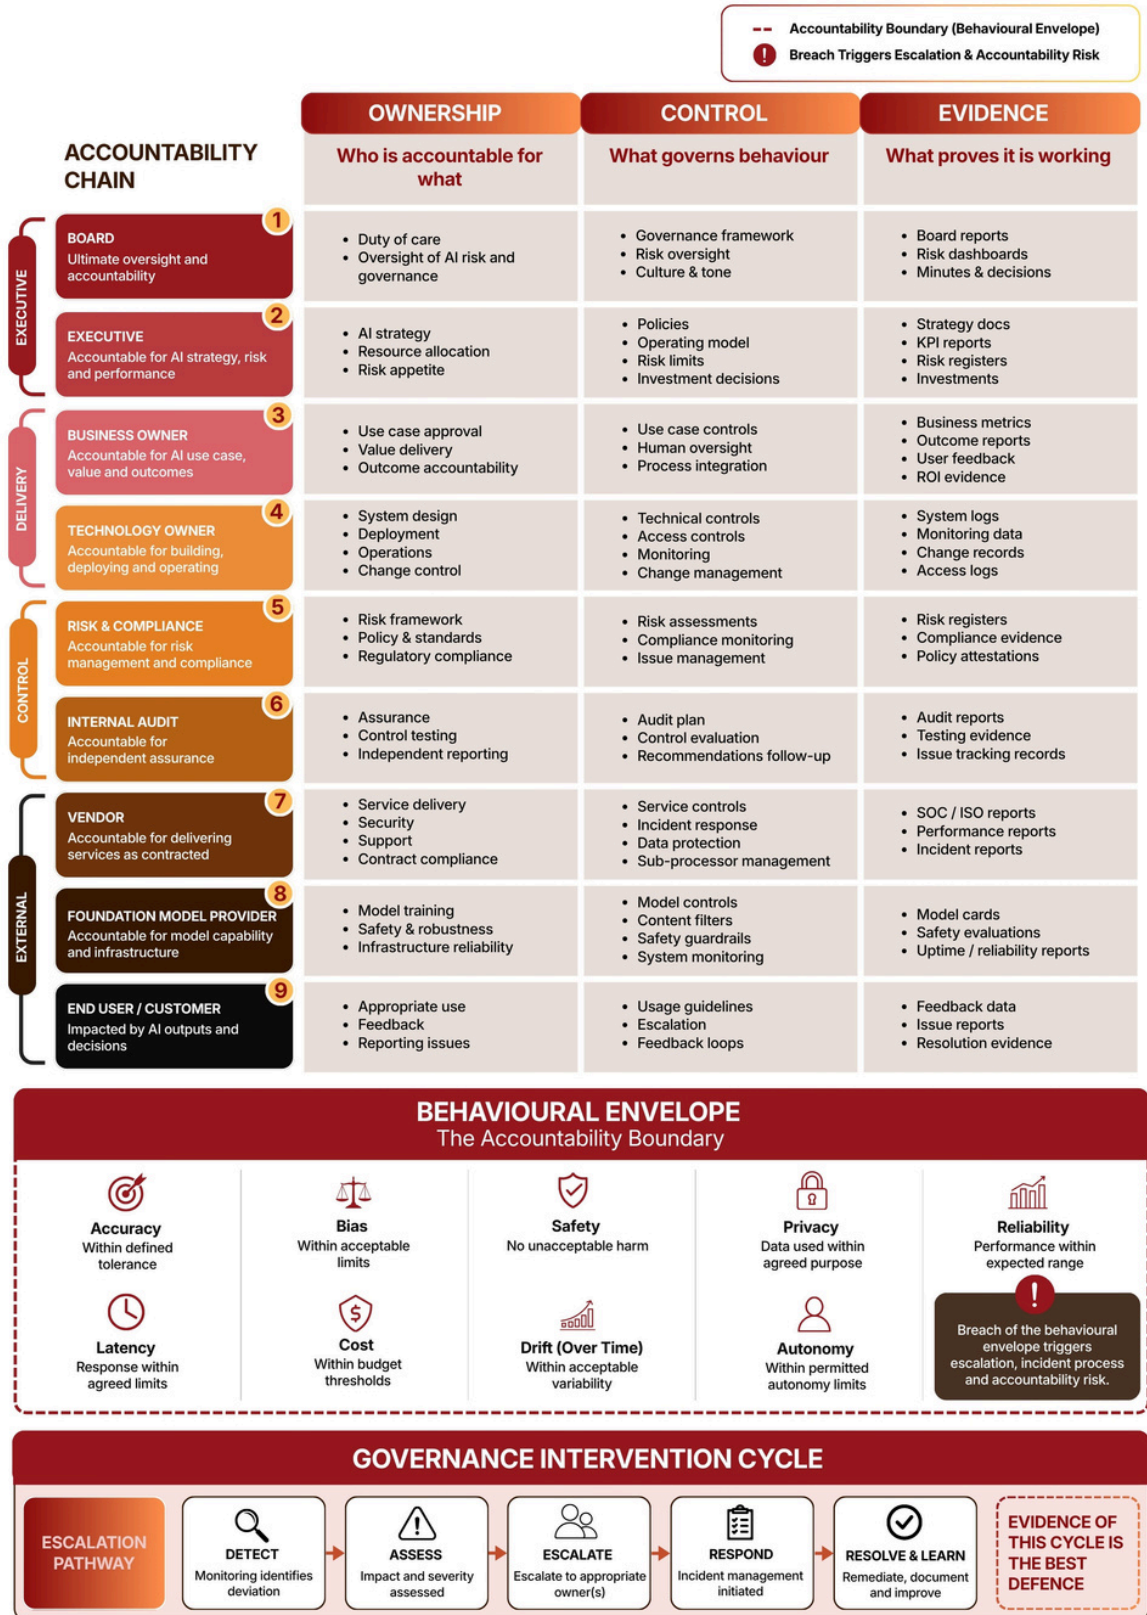 Accountability Boundary (Behavioural Envelope)
! Breach Triggers Escalation & Accountability Risk
ACCOUNTABILITY
CHAIN
OWNERSHIP
Who is accountable for
what
CONTROL
What governs behaviour
EVIDENCE
What proves it is working
EXECUTIVE
1
BOARD
Ultimate oversight and
accountability
• Duty of care
• Oversight of AI risk and
governance
• Governance framework
• Risk oversight
• Culture & tone
• Board reports
• Risk dashboards
• Minutes & decisions
2
EXECUTIVE
Accountable for AI strategy, risk
and performance
• AI strategy
• Resource allocation
• Risk appetite
• Policies
• Operating model
• Risk limits
• Investment decisions
• Strategy docs
• KPI reports
• Risk registers
• Investments
DELIVERY
3
BUSINESS OWNER
Accountable for AI use case,
value and outcomes
• Use case approval
• Value delivery
• Outcome accountability
• Use case controls
• Human oversight
• Process integration
• Business metrics
• Outcome reports
• User feedback
• ROI evidence
4
TECHNOLOGY OWNER
Accountable for building,
deploying and operating
• System design
• Deployment
• Operations
• Change control
• Technical controls
• Access controls
• Monitoring
• Change management
• System logs
• Monitoring data
• Change records
• Access logs
CONTROL
5
RISK & COMPLIANCE
Accountable for risk
management and compliance
• Risk framework
• Policy & standards
• Regulatory compliance
• Risk assessments
• Compliance monitoring
• Issue management
• Risk registers
• Compliance evidence
• Policy attestations
6
INTERNAL AUDIT
Accountable for
independent assurance
• Assurance
• Control testing
• Independent reporting
• Audit plan
• Control evaluation
• Recommendations follow-up
• Audit reports
• Testing evidence
• Issue tracking records
EXTERNAL
7
VENDOR
Accountable for delivering
services as contracted
• Service delivery
• Security
• Support
• Contract compliance
• Service controls
• Incident response
• Data protection
• Sub-processor management
• SOC / ISO reports
• Performance reports
• Incident reports
8
FOUNDATION MODEL PROVIDER
Accountable for model capability
and infrastructure
• Model training
• Safety & robustness
• Infrastructure reliability
• Model controls
• Content filters
• Safety guardrails
• System monitoring
• Model cards
• Safety evaluations
• Uptime / reliability reports
9
END USER / CUSTOMER
Impacted by AI outputs and
decisions
• Appropriate use
• Feedback
• Reporting issues
• Usage guidelines
• Escalation
• Feedback loops
• Feedback data
• Issue reports
• Resolution evidence
BEHAVIOURAL ENVELOPE
The Accountability Boundary
Accuracy
Within defined
tolerance
Bias
Within acceptable
limits
Safety
No unacceptable harm
Privacy
Data used within
agreed purpose
Reliability
Performance within
expected range
Latency
Response within
agreed limits
$
Cost
Within budget
thresholds
Drift (Over Time)
Within acceptable
variability
Autonomy
Within permitted
autonomy limits
!
Breach of the behavioural
envelope triggers
escalation, incident process
and accountability risk.
GOVERNANCE INTERVENTION CYCLE
ESCALATION
PATHWAY
DETECT
Monitoring identifies
deviation
ASSESS
Impact and severity
assessed
ESCALATE
Escalate to appropriate
owner(s)
RESPOND
Incident management
initiated
RESOLVE & LEARN
Remediate, document
and improve
EVIDENCE OF
THIS CYCLE IS
THE BEST
DEFENCE